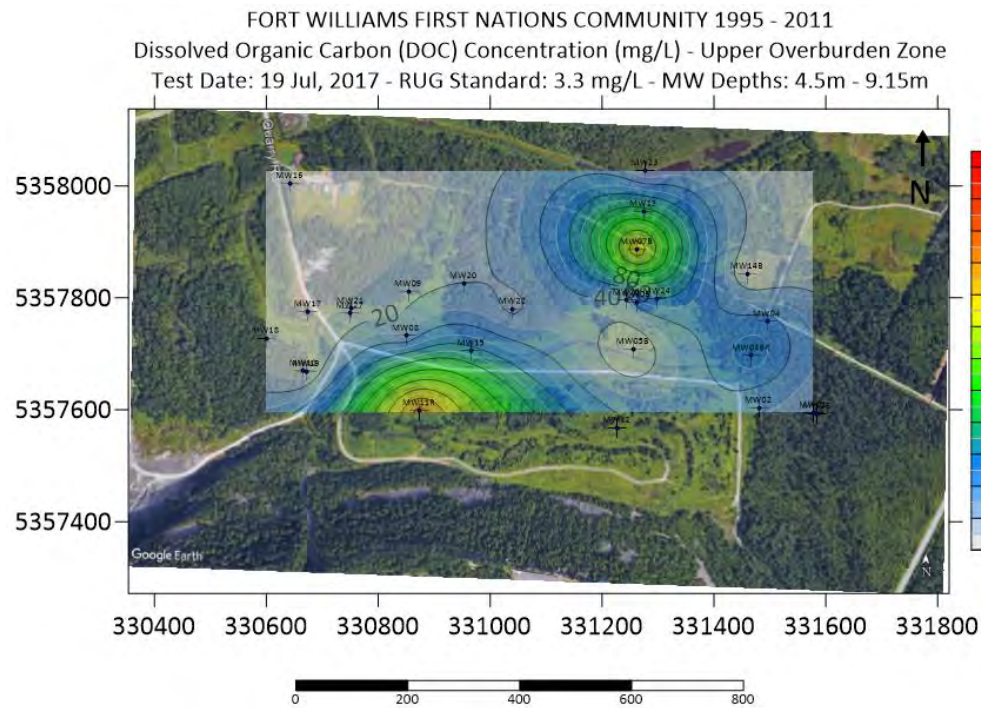 FORT WILLIAMS FIRST NATIONS COMMUNITY 1995 - 2011
Dissolved Organic Carbon (DOC) Concentration (mg/L) - Upper Overburden Zone
Test Date: 19 Jul, 2017 - RUG Standard: 3.3 mg/L - MW Depths: 4.5m - 9.15m
5358000
5357800
5357600
5357400
N
MW23
MW16
MW13
MW07B
MW14B
MW20
MW09
MW17
MW04
MW08
MW18
MW15
MW05B
MW11R
MW02
20
40
80
Google Earth
N
330400 330600 330800 331000 331200 331400 331600 331800
0 200 400 600 800